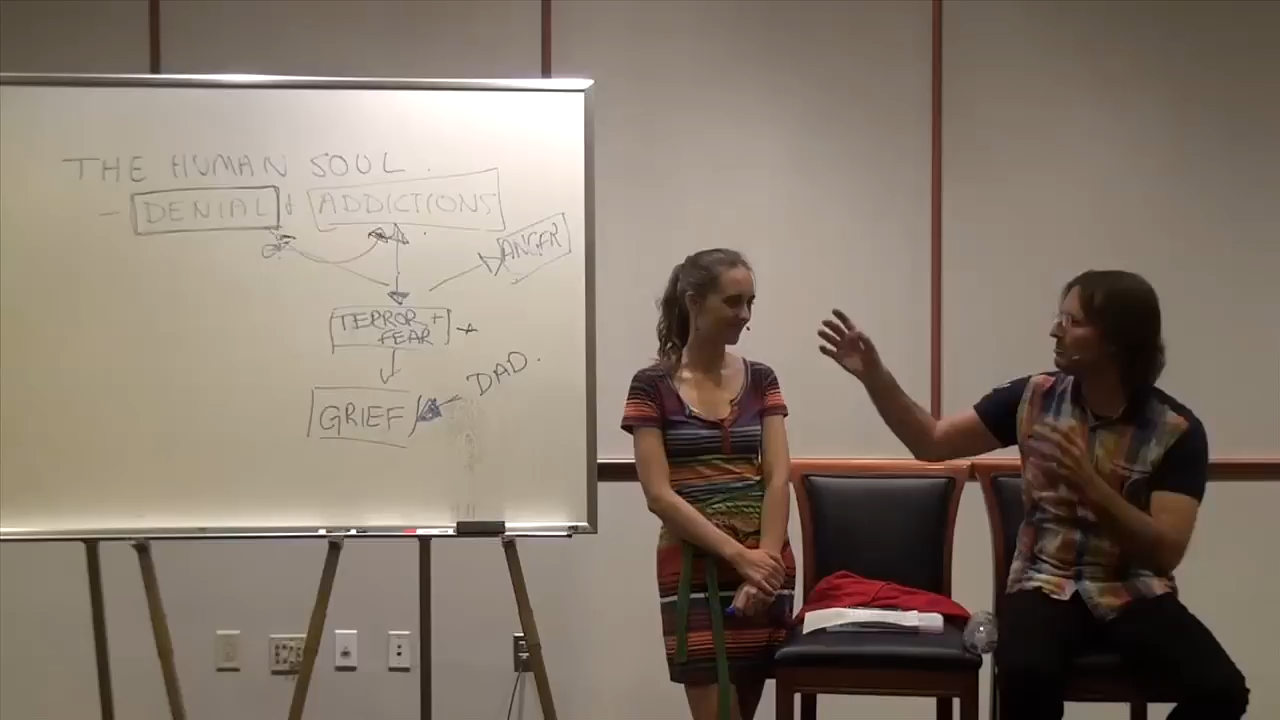 THE HUMAN SOUL.
- DENIAL & ADDICTIONS
ANGER
TERROR +
FEAR
DAD.
GRIEF